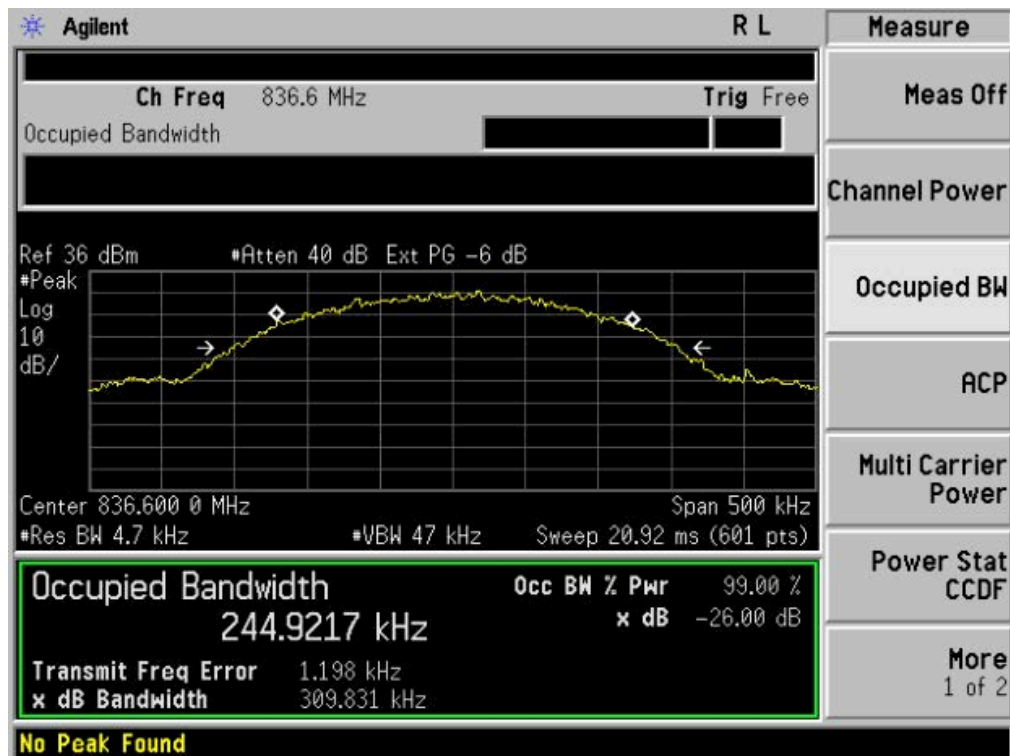 Agilent R L Measure
Ch Freq 836.6 MHz Trig Free
Occupied Bandwidth
Meas Off
Channel Power
Occupied BW
ACP
Multi Carrier
Power
Power Stat
CCDF
More
1 of 2
Ref 36 dBm #Atten 40 dB Ext PG -6 dB
#Peak
Log
10
dB/
Center 836.600 0 MHz Span 500 kHz
#Res BW 4.7 kHz #VBW 47 kHz Sweep 20.92 ms (601 pts)
Occupied Bandwidth Occ BW % Pwr 99.00 %
244.9217 kHz x dB -26.00 dB
Transmit Freq Error 1.198 kHz
x dB Bandwidth 309.831 kHz
No Peak Found